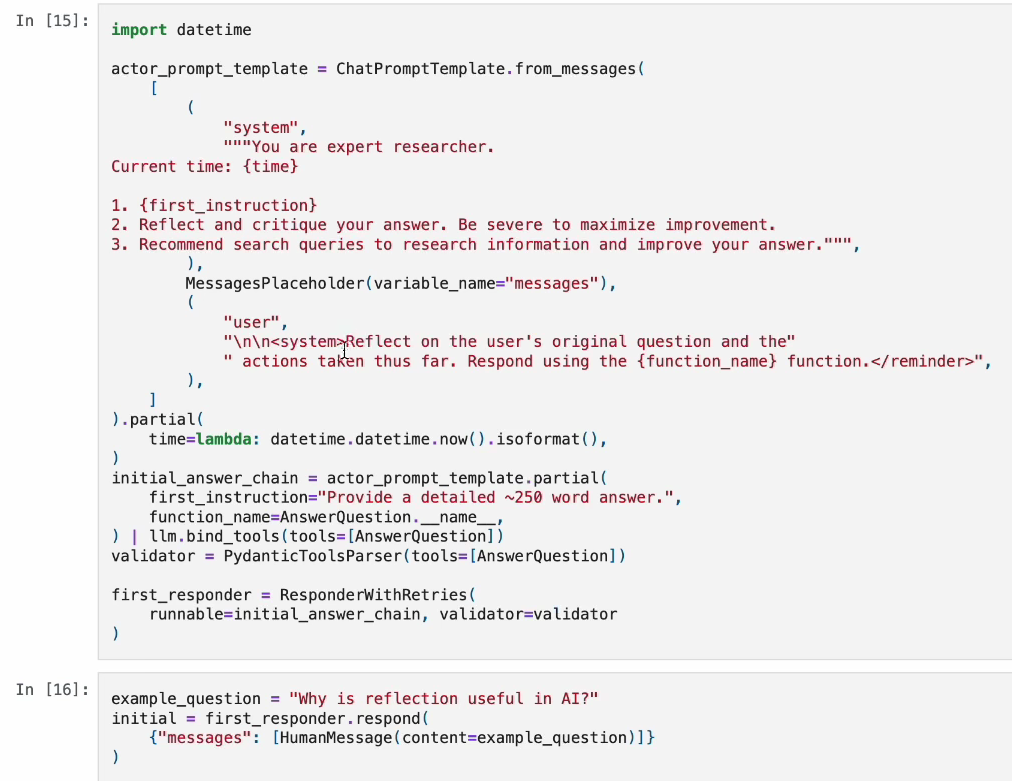 In [15]:
import datetime
actor_prompt_template = ChatPromptTemplate.from_messages(
    [
        (
            "system",
            """You are expert researcher.
Current time: {time}
1. {first_instruction}
2. Reflect and critique your answer. Be severe to maximize improvement.
3. Recommend search queries to research information and improve your answer.""",
        ),
        MessagesPlaceholder(variable_name="messages"),
        (
            "user",
            "\n\n<system>Reflect on the user's original question and the"
            " actions taken thus far. Respond using the {function_name} function.</reminder>",
        ),
    ]
).partial(
    time=lambda: datetime.datetime.now().isoformat(),
)
initial_answer_chain = actor_prompt_template.partial(
    first_instruction="Provide a detailed ~250 word answer.",
    function_name=AnswerQuestion.__name__,
) | llm.bind_tools(tools=[AnswerQuestion])
validator = PydanticToolsParser(tools=[AnswerQuestion])
first_responder = ResponderWithRetries(
    runnable=initial_answer_chain, validator=validator
)
In [16]:
example_question = "Why is reflection useful in AI?"
initial = first_responder.respond(
    {"messages": [HumanMessage(content=example_question)]}
)